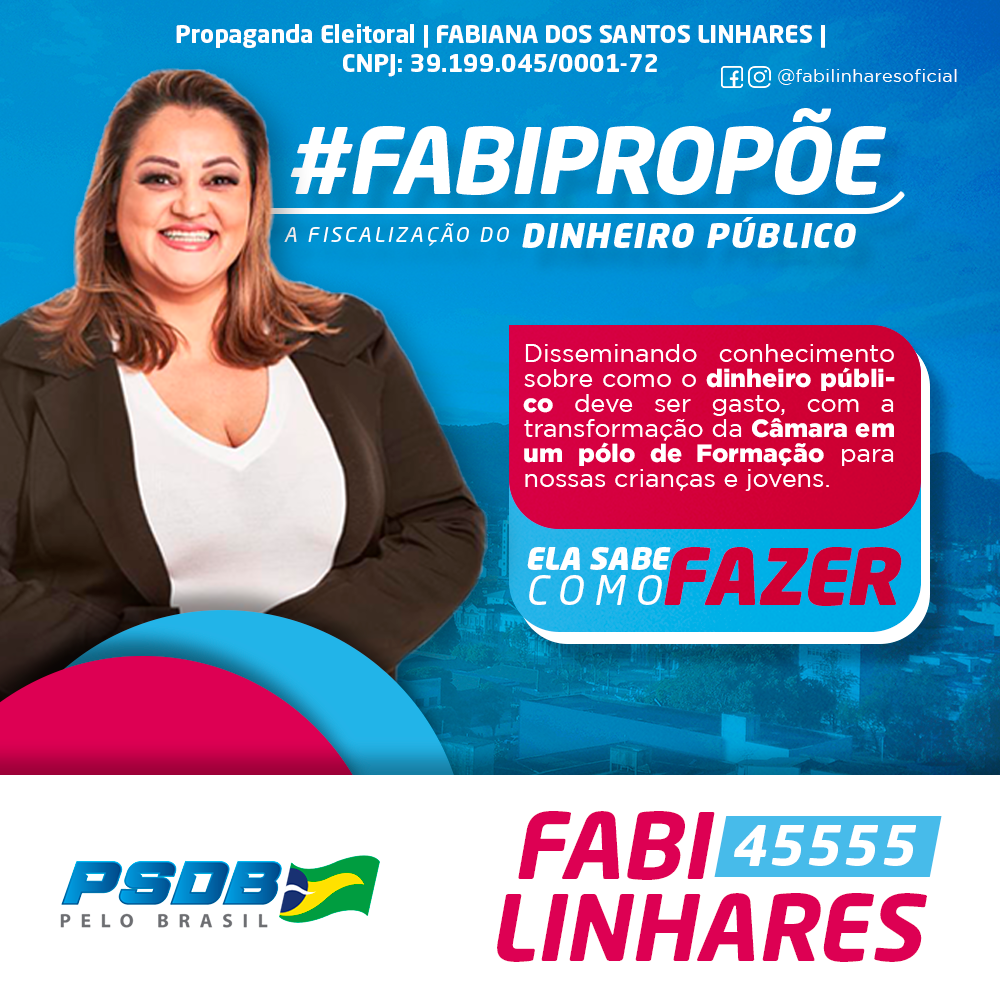 Propaganda Eleitoral | FABIANA DOS SANTOS LINHARES |
CNPJ: 39.199.045/0001-72
@fabilinharesoficial
#FABIPROPÕE
A FISCALIZAÇÃO DO DINHEIRO PÚBLICO
Disseminando conhecimento
sobre como o dinheiro públi-
co deve ser gasto, com a
transformação da Câmara em
um pólo de Formação para
nossas crianças e jovens.
ELA SABE
COMO FAZER
PSDB
PELO BRASIL
FABI 45555
LINHARES